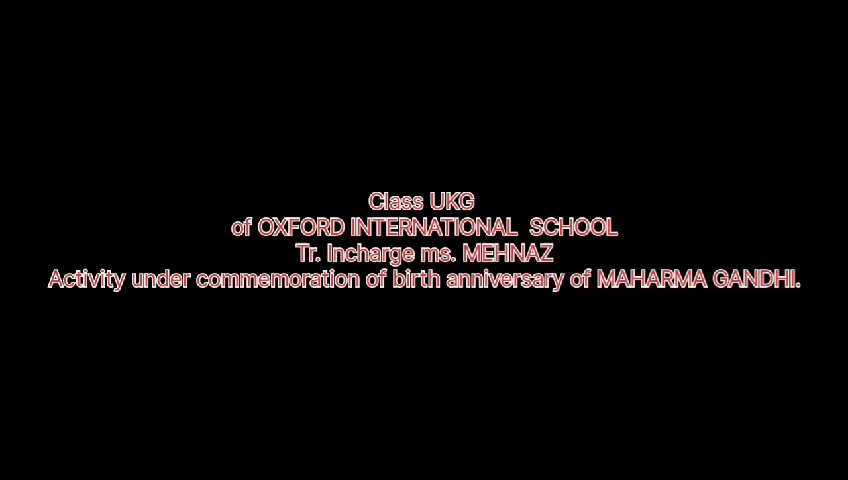 Class UKG
of OXFORD INTERNATIONAL SCHOOL
Tr. Incharge ms. MEHNAZ
Activity under commemoration of birth anniversary of MAHARMA GANDHI.